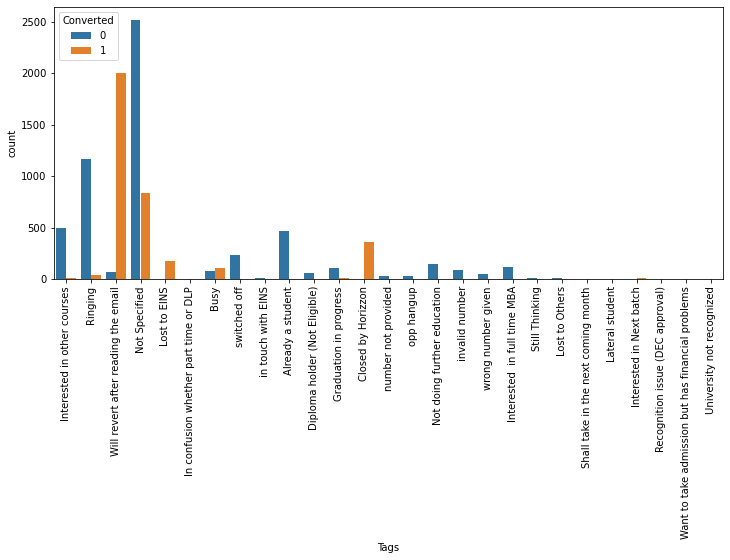 Converted
0
1
2500
2000
1500
1000
500
0
count
Interested in other courses
Ringing
Will revert after reading the email
Not Specified
Lost to EINS
In confusion whether part time or DLP
Busy
switched off
in touch with EINS
Already a student
Diploma holder (Not Eligible)
Graduation in progress
Closed by Horizzon
number not provided
opp hangup
Not doing further education
invalid number
wrong number given
Interested  in full time MBA
Still Thinking
Lost to Others
Shall take in the next coming month
Lateral student
Interested in Next batch
Recognition issue (DEC approval)
Want to take admission but has financial problems
University not recognized
Tags